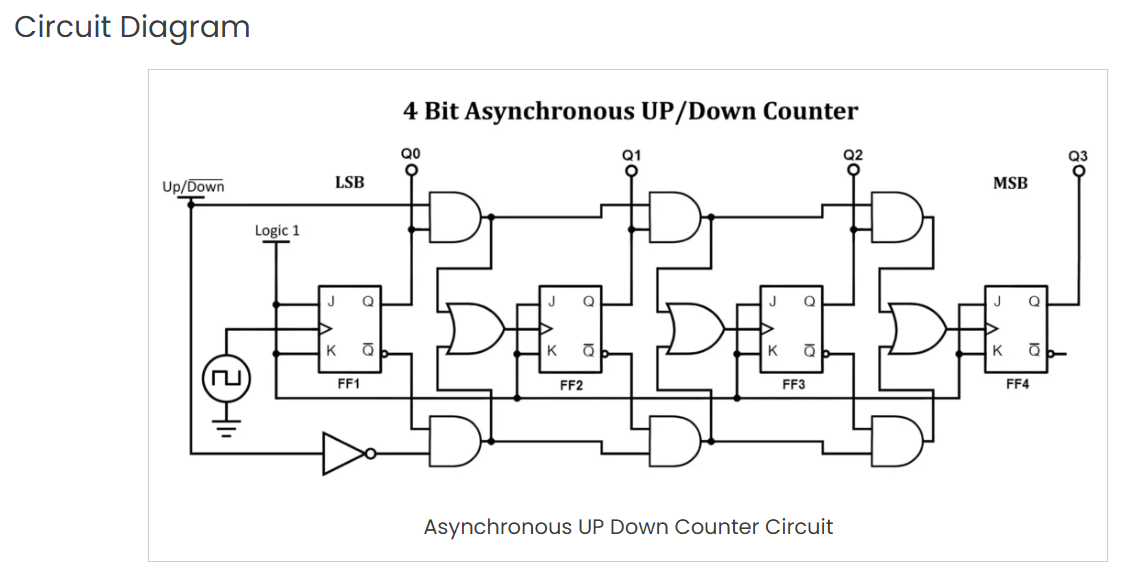 Circuit Diagram
4 Bit Asynchronous UP/Down Counter
Q0
Q1
Q2
Q3
Up/Down
LSB
MSB
Logic 1
J Q
J Q
J Q
J Q
K Q
K Q
K Q
K Q
FF1
FF2
FF3
FF4
Asynchronous UP Down Counter Circuit